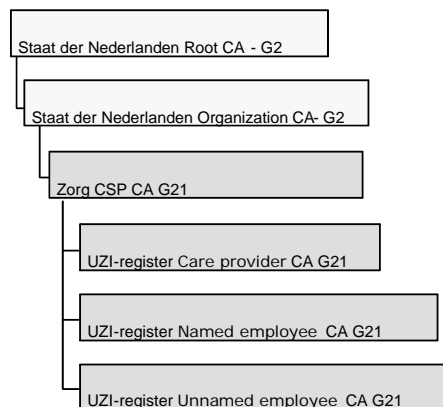 Staat der Nederlanden Root CA - G2
Staat der Nederlanden Organization CA- G2
Zorg CSP CA G21
UZI-register Care provider CA G21
UZI-register Named employee CA G21
UZI-register Unnamed employee CA G21